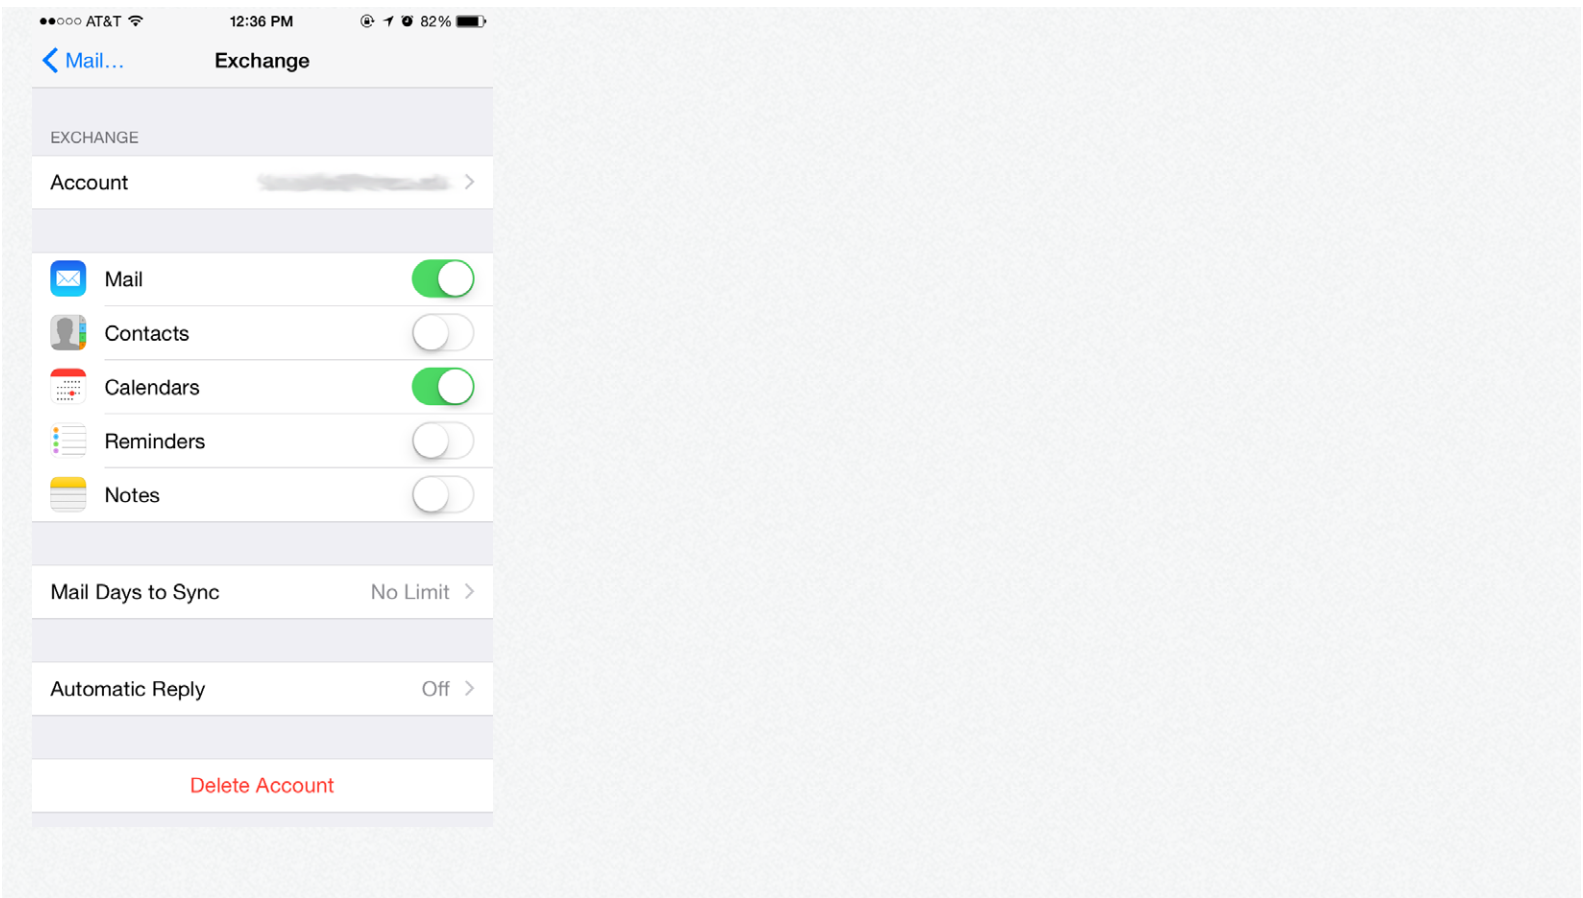 AT&T 12:36 PM 82%
Mail... Exchange
EXCHANGE
Account
Mail
Contacts
Calendars
Reminders
Notes
Mail Days to Sync No Limit
Automatic Reply Off
Delete Account